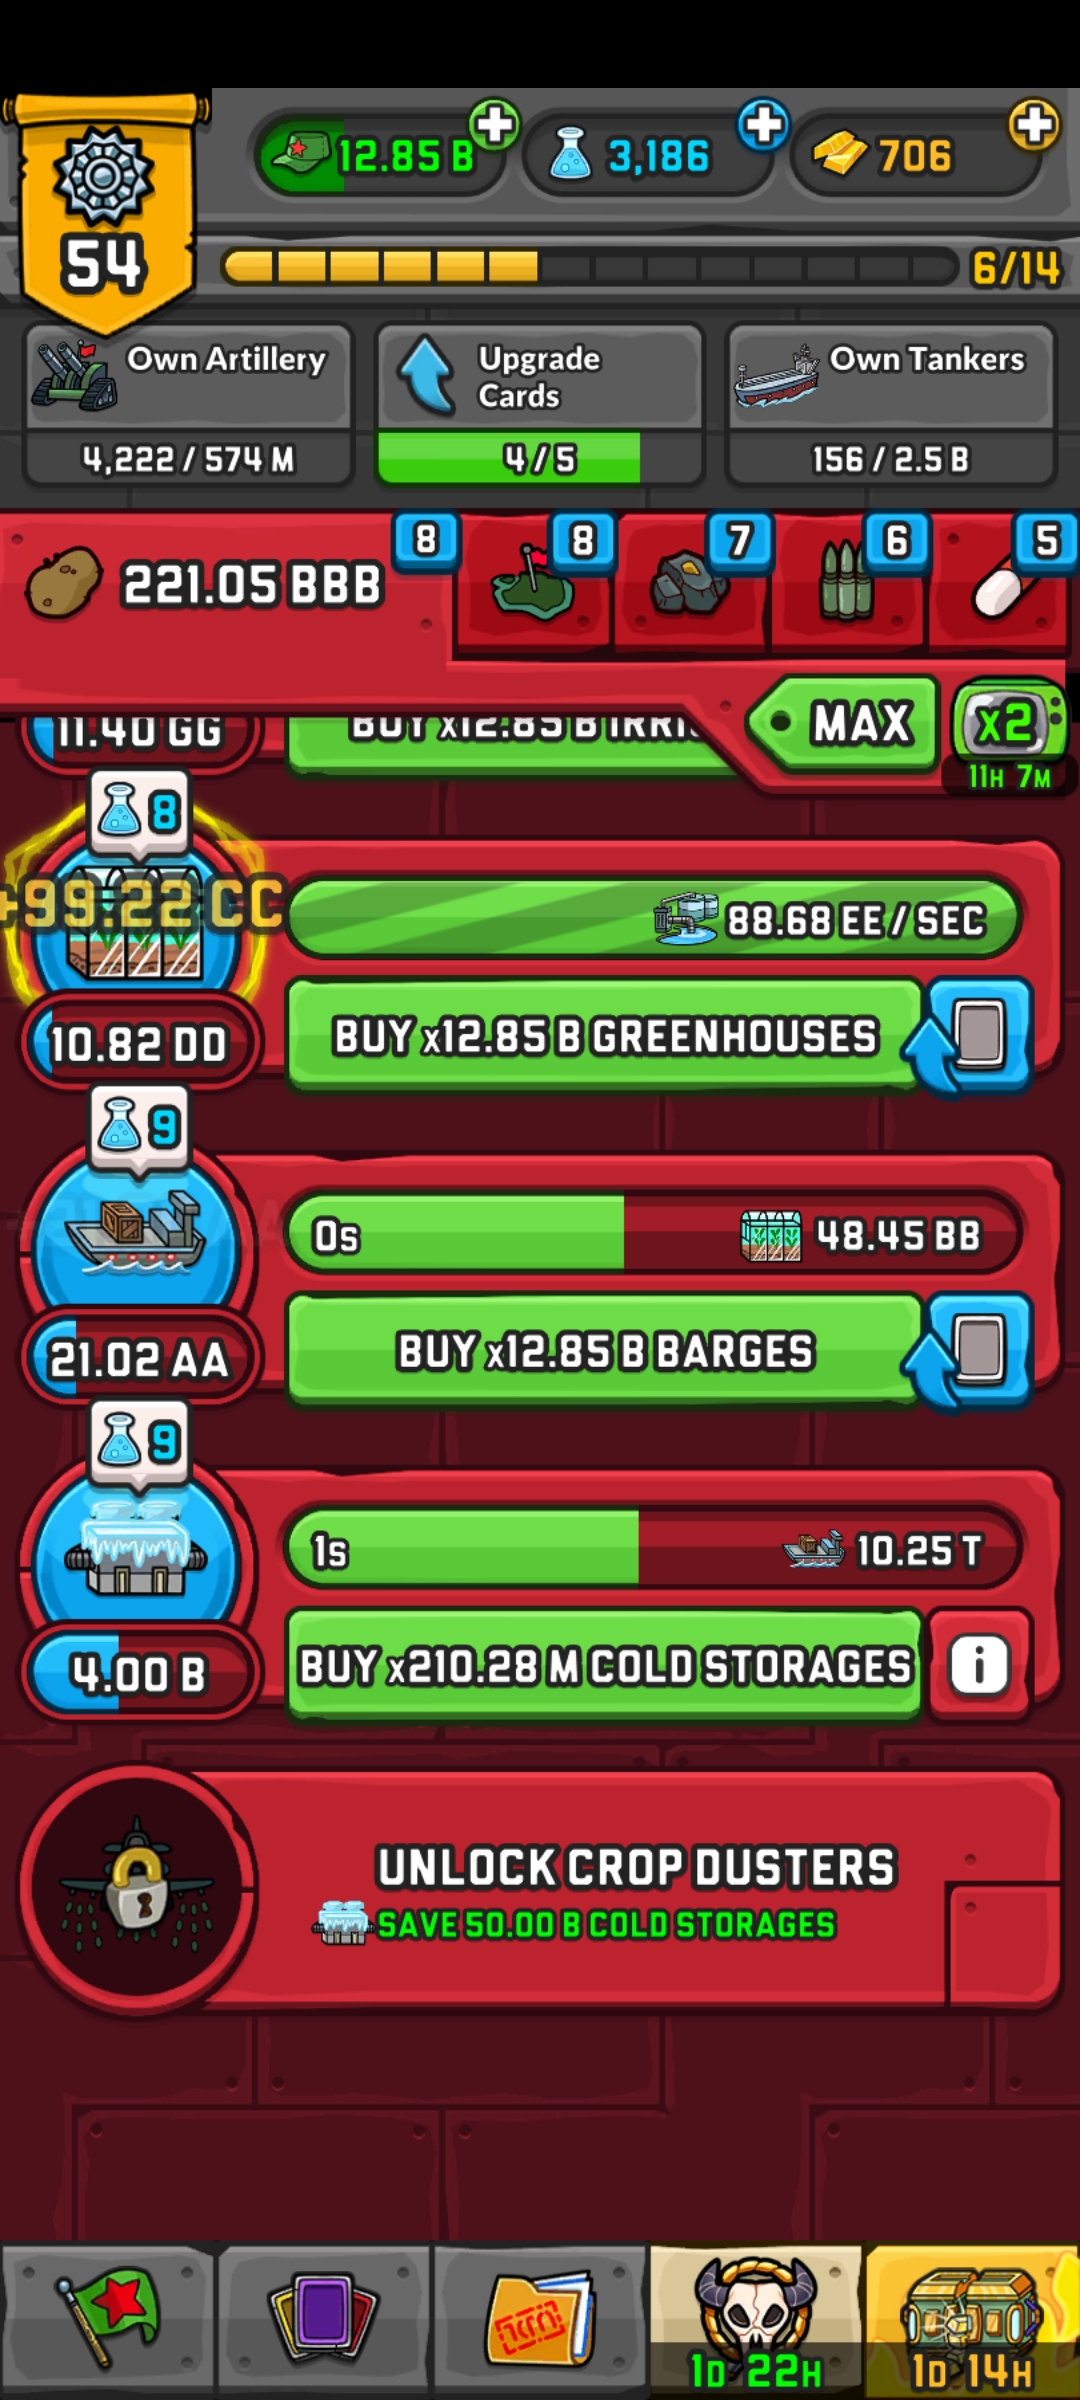 12.85 B
3,186
706
54
6/14
Own Artillery
4,222 / 574 M
Upgrade
Cards
4 / 5
Own Tankers
156 / 2.5 B
221.05 BBB
8
8
7
6
5
MAX
X2
11H 7M
11.40 GG
BUY x12.85 B
8
+99.22 CC
88.68 EE / SEC
10.82 DD
BUY x12.85 B GREENHOUSES
9
0s
48.45 BB
21.02 AA
BUY x12.85 B BARGES
9
1s
10.25 T
4.00 B
BUY x210.28 M COLD STORAGES
i
UNLOCK CROP DUSTERS
SAVE 50.00 B COLD STORAGES
1D 22H
1D 14H